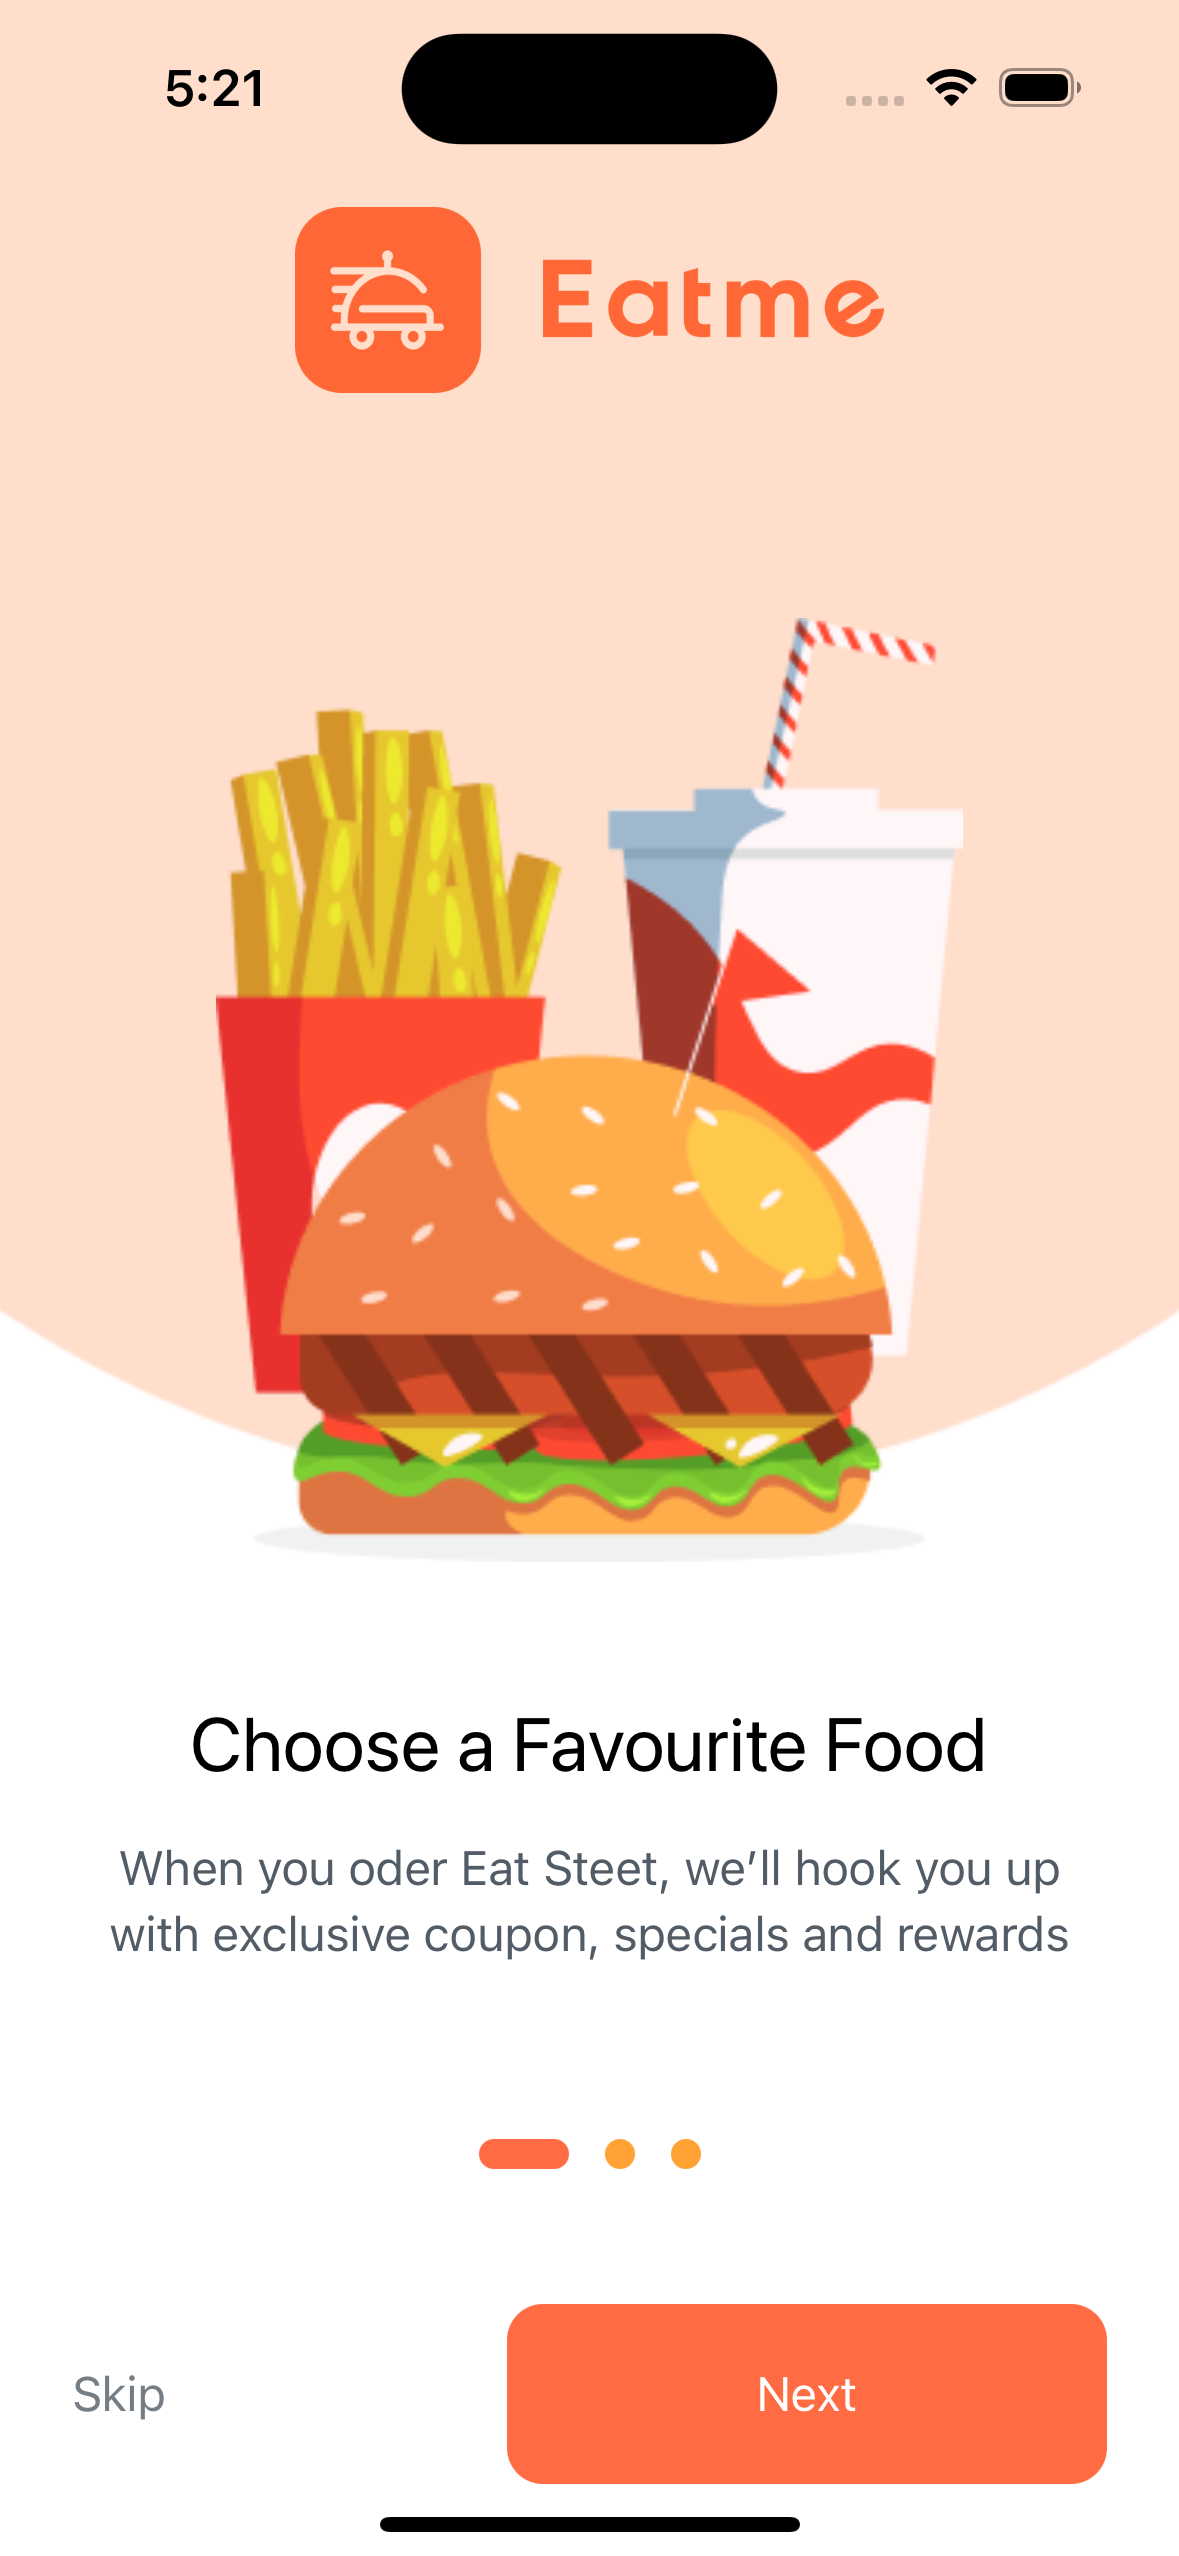 5:21
Eatme
Choose a Favourite Food
When you oder Eat Steet, we’ll hook you up
with exclusive coupon, specials and rewards
Skip
Next